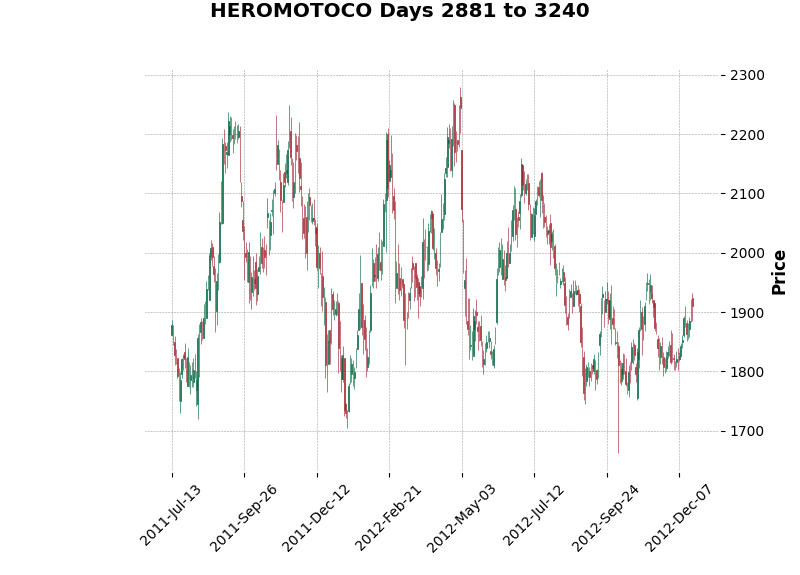 HEROMOTOCO Days 2881 to 3240
2300
2200
2100
2000
1900
1800
1700
Price
2011-Jul-13
2011-Sep-26
2011-Dec-12
2012-Feb-21
2012-May-03
2012-Jul-12
2012-Sep-24
2012-Dec-07